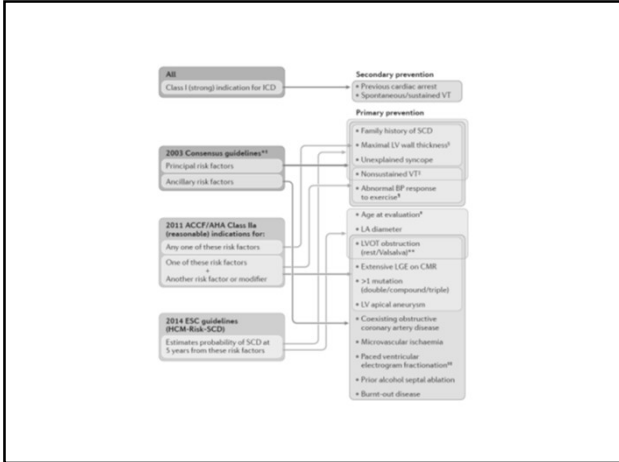 All
Class I (strong) indication for ICD
2003 Consensus guidelines*‡
Principal risk factors
Ancillary risk factors
2011 ACCF/AHA Class IIa
(reasonable) indications for:
Any one of these risk factors
One of these risk factors
+
Another risk factor or modifier
2014 ESC guidelines
(HCM-Risk-SCD)
Estimates probability of SCD at
5 years from these risk factors
Secondary prevention
• Previous cardiac arrest
• Spontaneous/sustained VT
Primary prevention
• Family history of SCD
• Maximal LV wall thickness
• Unexplained syncope
• Nonsustained VT
• Abnormal BP response
to exercise
• Age at evaluation
• LA diameter
• LVOT obstruction
(rest/Valsalva)**
• Extensive LGE on CMR
• >1 mutation
(double/compound/triple)
• LV apical aneurysm
• Coexisting obstructive
coronary artery disease
• Microvascular ischaemia
• Paced ventricular
electrogram fractionation
• Prior alcohol septal ablation
• Burnt-out disease